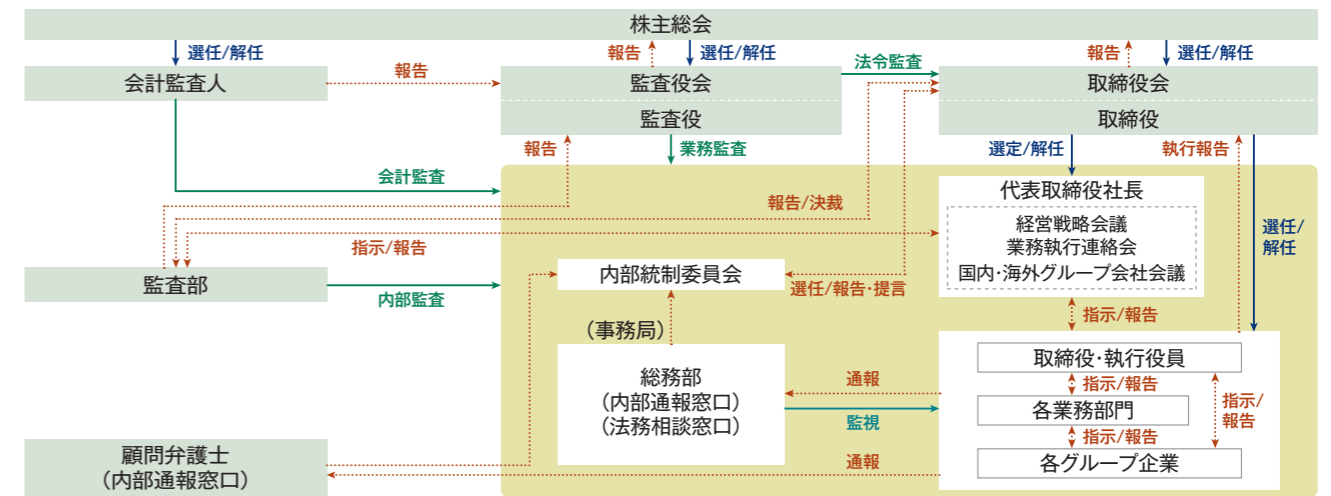 株主総会
選任/解任
報告
選任/解任
報告
選任/解任
会計監査人
報告
監査役会
法令監査
取締役会
監査役
取締役
報告
業務監査
選定/解任
執行報告
会計監査
代表取締役社長
報告/決裁
経営戦略会議
業務執行連絡会
国内・海外グループ会社会議
選任/
解任
指示/報告
監査部
内部監査
内部統制委員会
選任/報告・提言
指示/報告
（事務局）
総務部
（内部通報窓口）
（法務相談窓口）
通報
監視
取締役・執行役員
指示/報告
各業務部門
指示/報告
各グループ企業
指示/
報告
顧問弁護士
（内部通報窓口）
通報